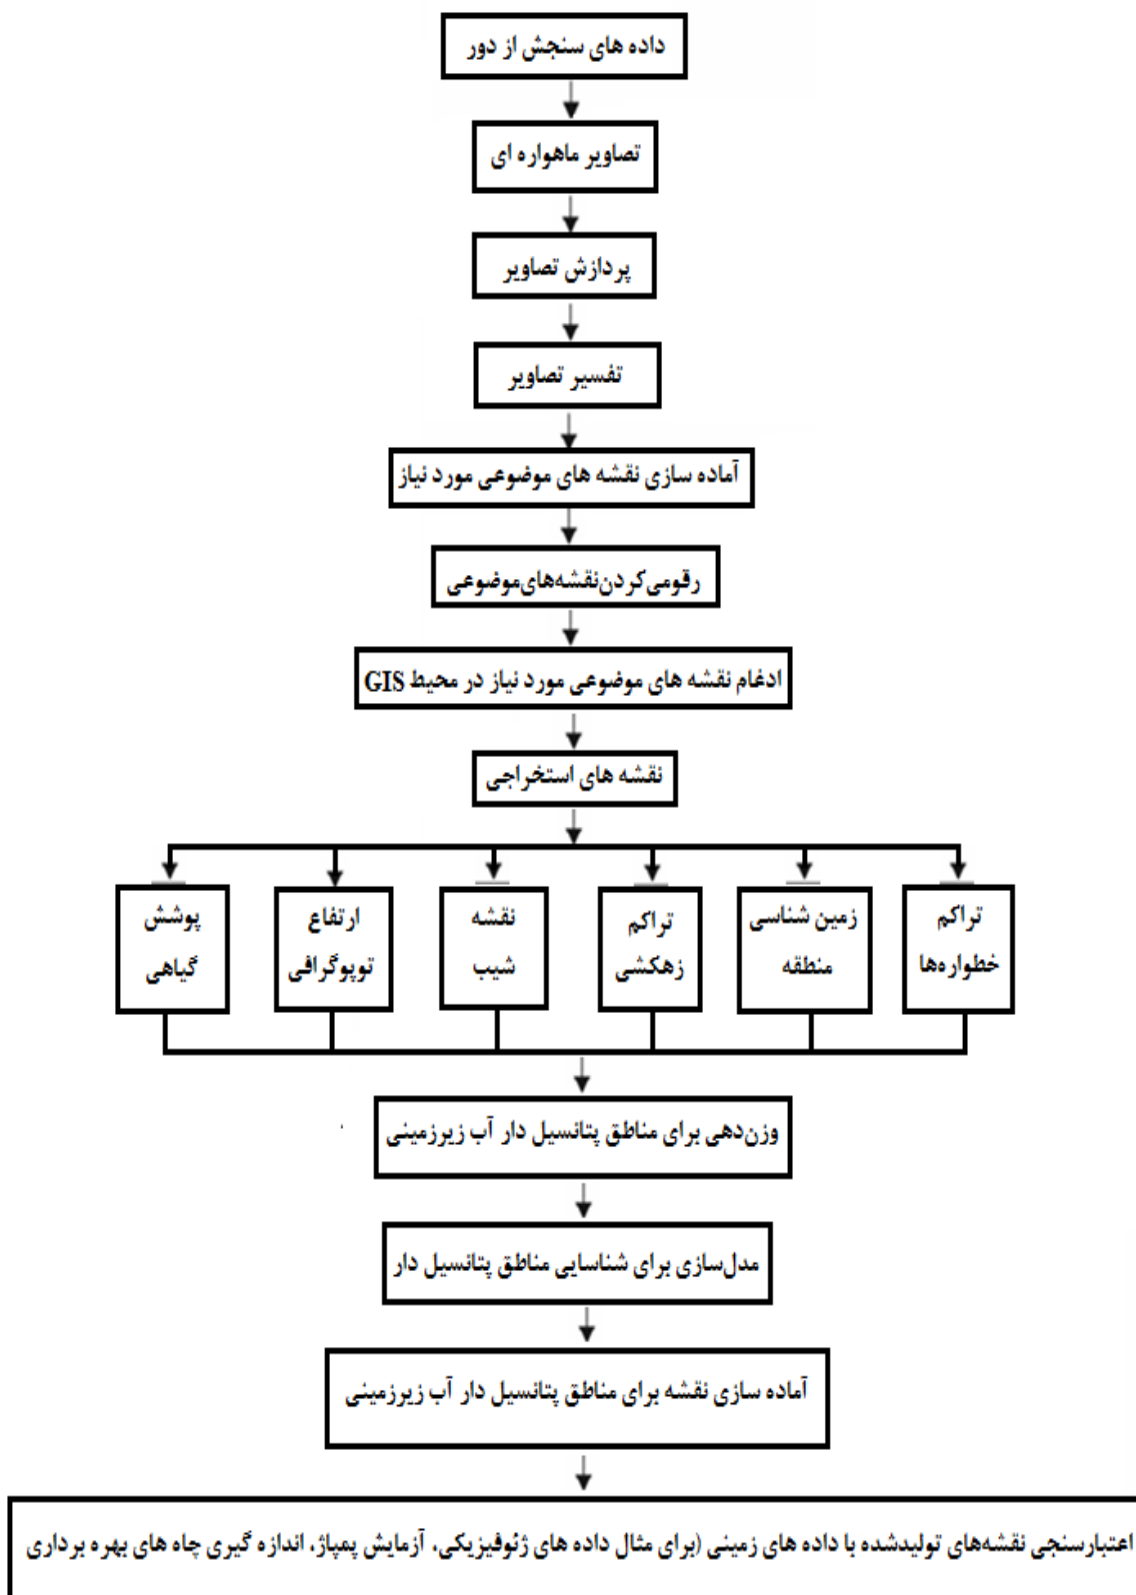 داده های سنجش از دور
تصاویر ماهواره ای
پردازش تصاویر
تفسیر تصاویر
آماده سازی نقشه های موضوعی مورد نیاز
رقومی‌کردن‌نقشه‌های‌موضوعی
ادغام نقشه های موضوعی مورد نیاز در محیط GIS
نقشه های استخراجی
تراکم
خطواره‌ها
زمین شناسی
منطقه
تراکم
زهکشی
نقشه
شیب
ارتفاع
توپوگرافی
پوشش
گیاهی
وزن‌دهی برای مناطق پتانسیل دار آب زیرزمینی
مدل‌سازی برای شناسایی مناطق پتانسیل دار
آماده سازی نقشه برای مناطق پتانسیل دار آب زیرزمینی
اعتبارسنجی نقشه‌های تولیدشده با داده های زمینی (برای مثال داده های ژئوفیزیکی، آزمایش پمپاژ، اندازه گیری چاه های بهره برداری